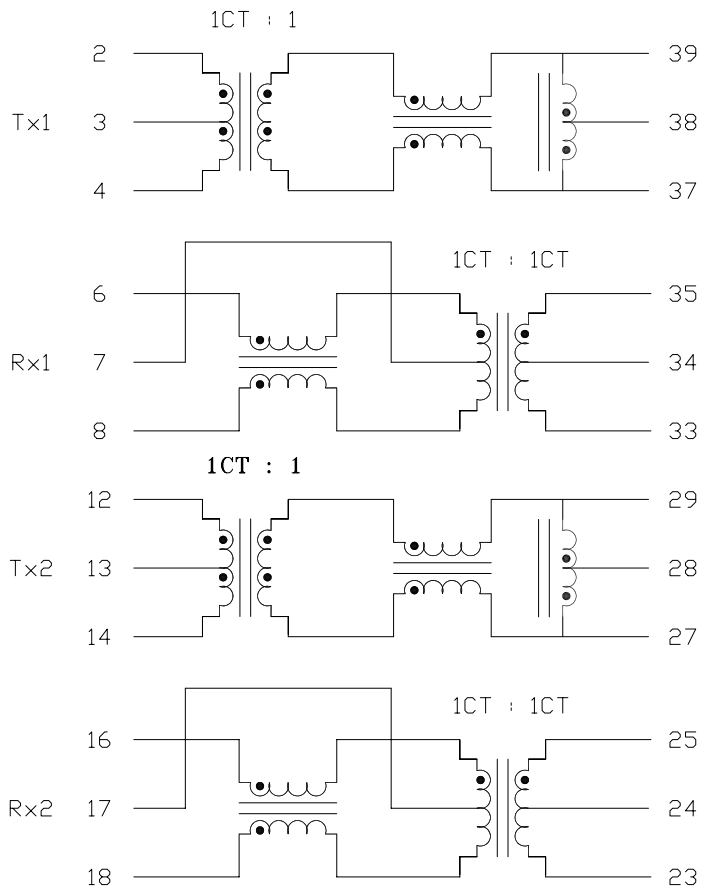 1CT : 1
2 39
Tx1 3 38
4 37
1CT : 1CT
6 35
Rx1 7 34
8 33
1CT : 1
12 29
Tx2 13 28
14 27
1CT : 1CT
16 25
Rx2 17 24
18 23